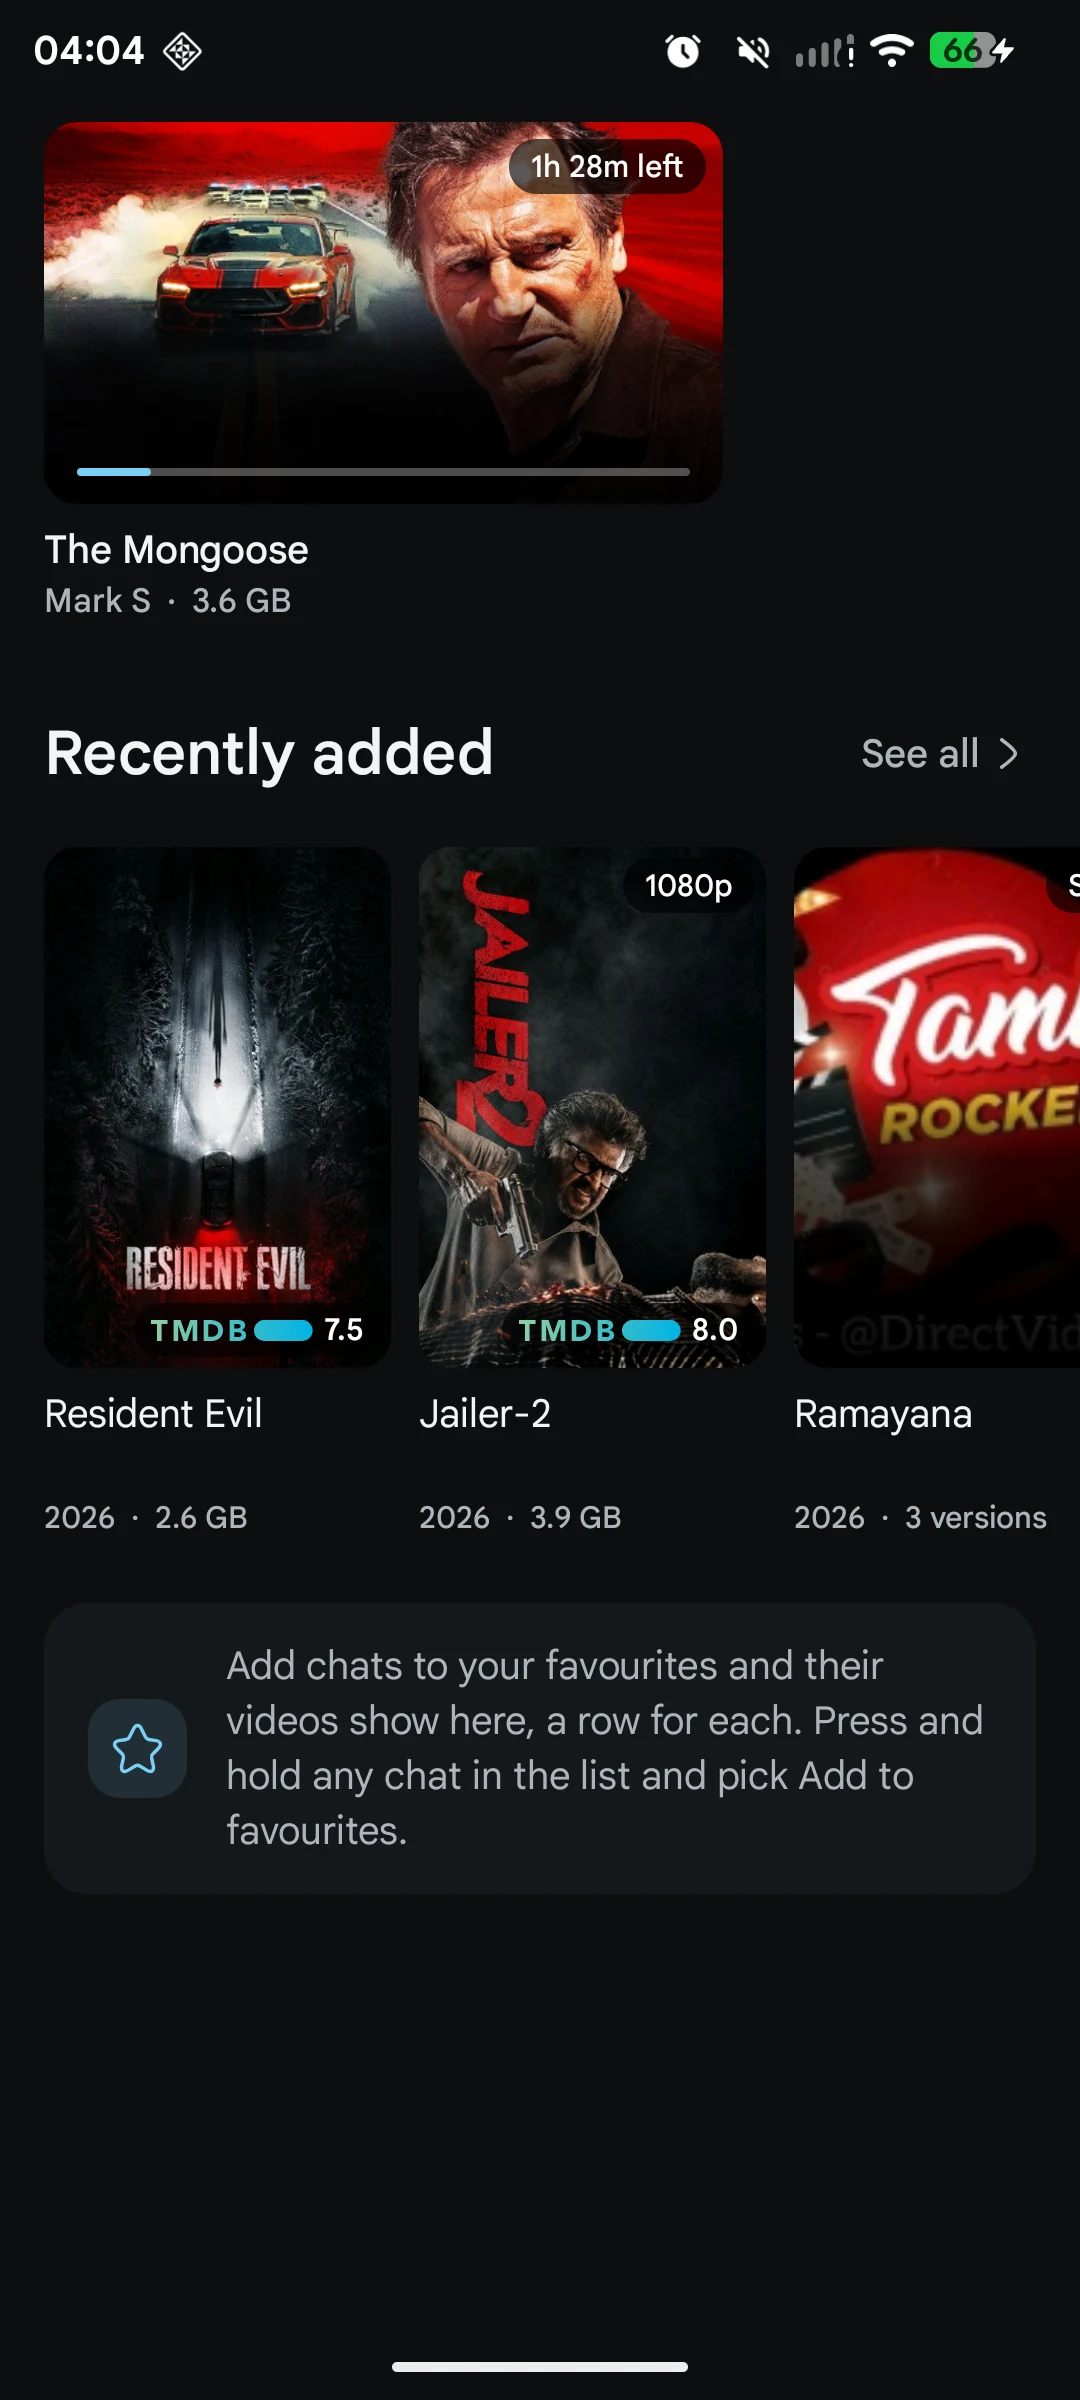 04:04
66
1h 28m left
The Mongoose
Mark S · 3.6 GB
Recently added
See all
RESIDENT EVIL
TMDB 7.5
Resident Evil
2026 · 2.6 GB
1080p
JAILER2
TMDB 8.0
Jailer-2
2026 · 3.9 GB
S
Tam
ROCKE
s - @DirectVid
Ramayana
2026 · 3 versions
Add chats to your favourites and their
videos show here, a row for each. Press and
hold any chat in the list and pick Add to
favourites.